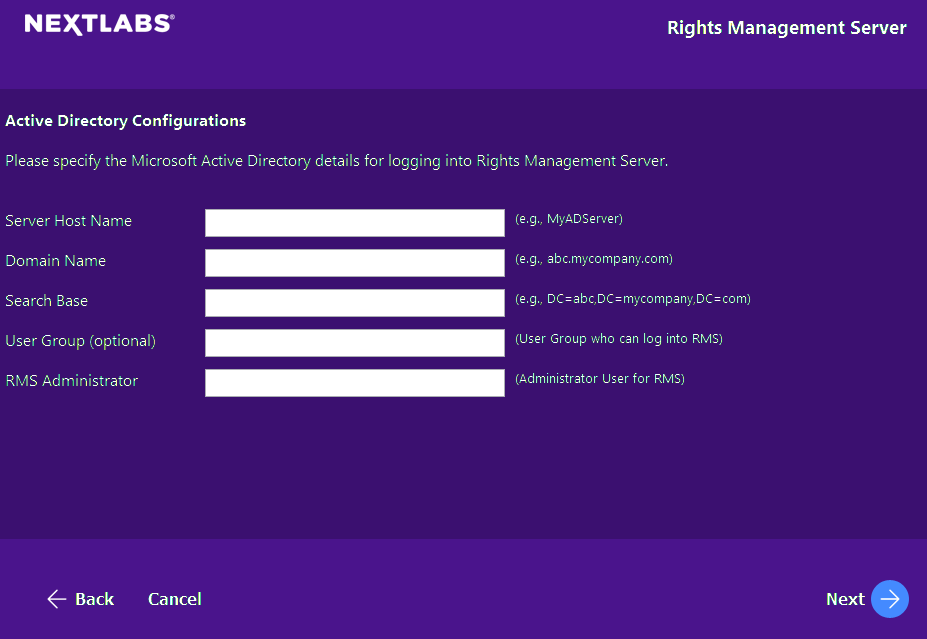 NEXTLABS®
Rights Management Server
Active Directory Configurations
Please specify the Microsoft Active Directory details for logging into Rights Management Server.
Server Host Name (e.g., MyADServer)
Domain Name (e.g., abc.mycompany.com)
Search Base (e.g., DC=abc,DC=mycompany,DC=com)
User Group (optional) (User Group who can log into RMS)
RMS Administrator (Administrator User for RMS)
Back Cancel Next